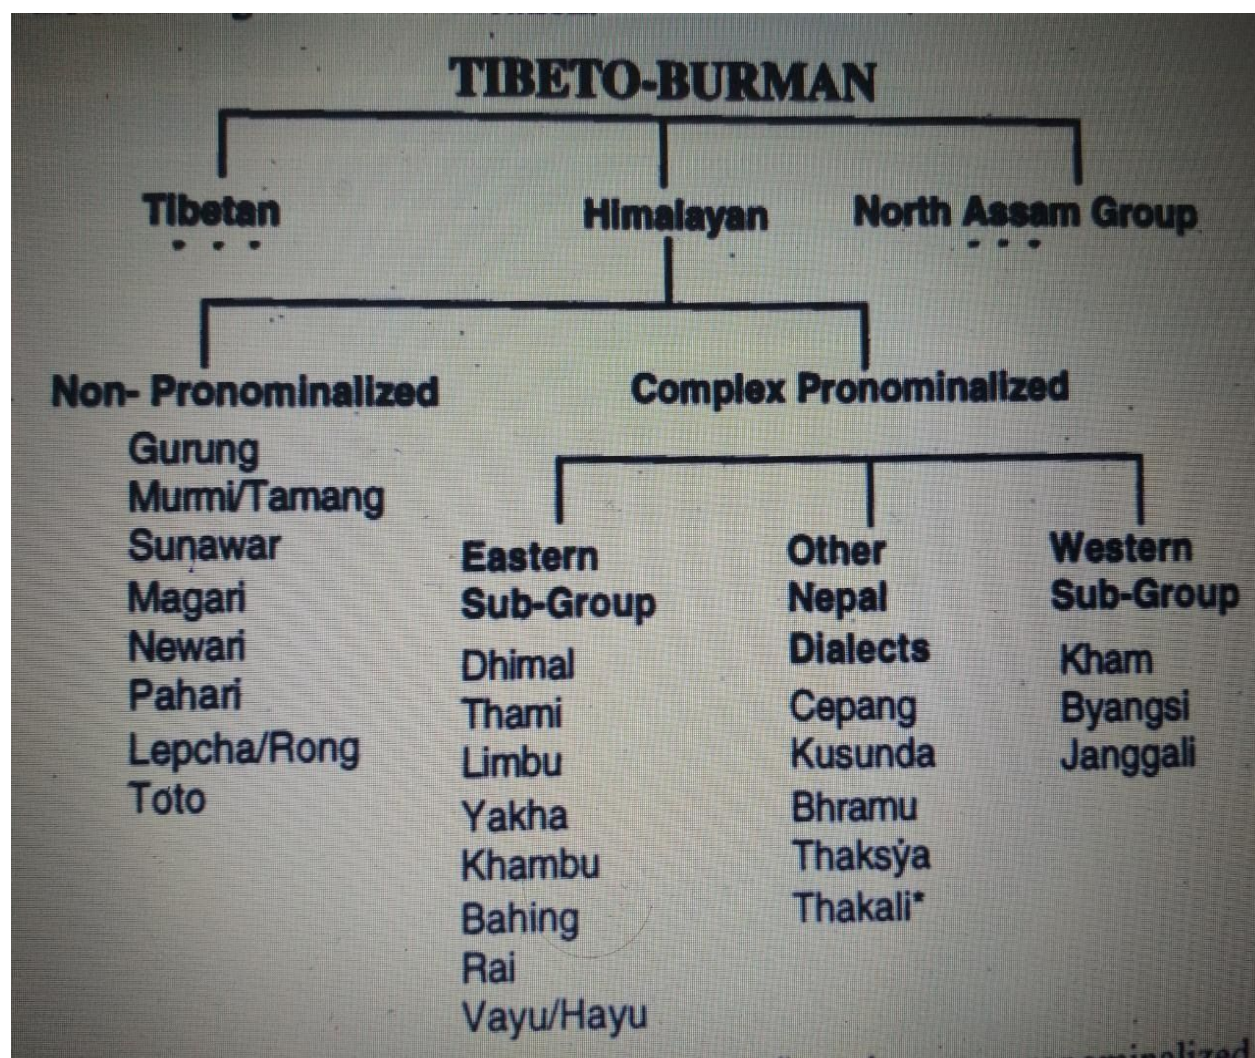 TIBETO-BURMAN
Tibetan
Himalayan
North Assam Group
Non- Pronominalized
Gurung
Murmi/Tamang
Sunawar
Magari
Newari
Pahari
Lepcha/Rong
Toto
Complex Pronominalized
Eastern
Sub-Group
Dhimal
Thami
Limbu
Yakha
Khambu
Bahing
Rai
Vayu/Hayu
Other
Nepal
Dialects
Cepang
Kusunda
Bhramu
Thaksya
Thakali*
Western
Sub-Group
Kham
Byangsi
Janggali